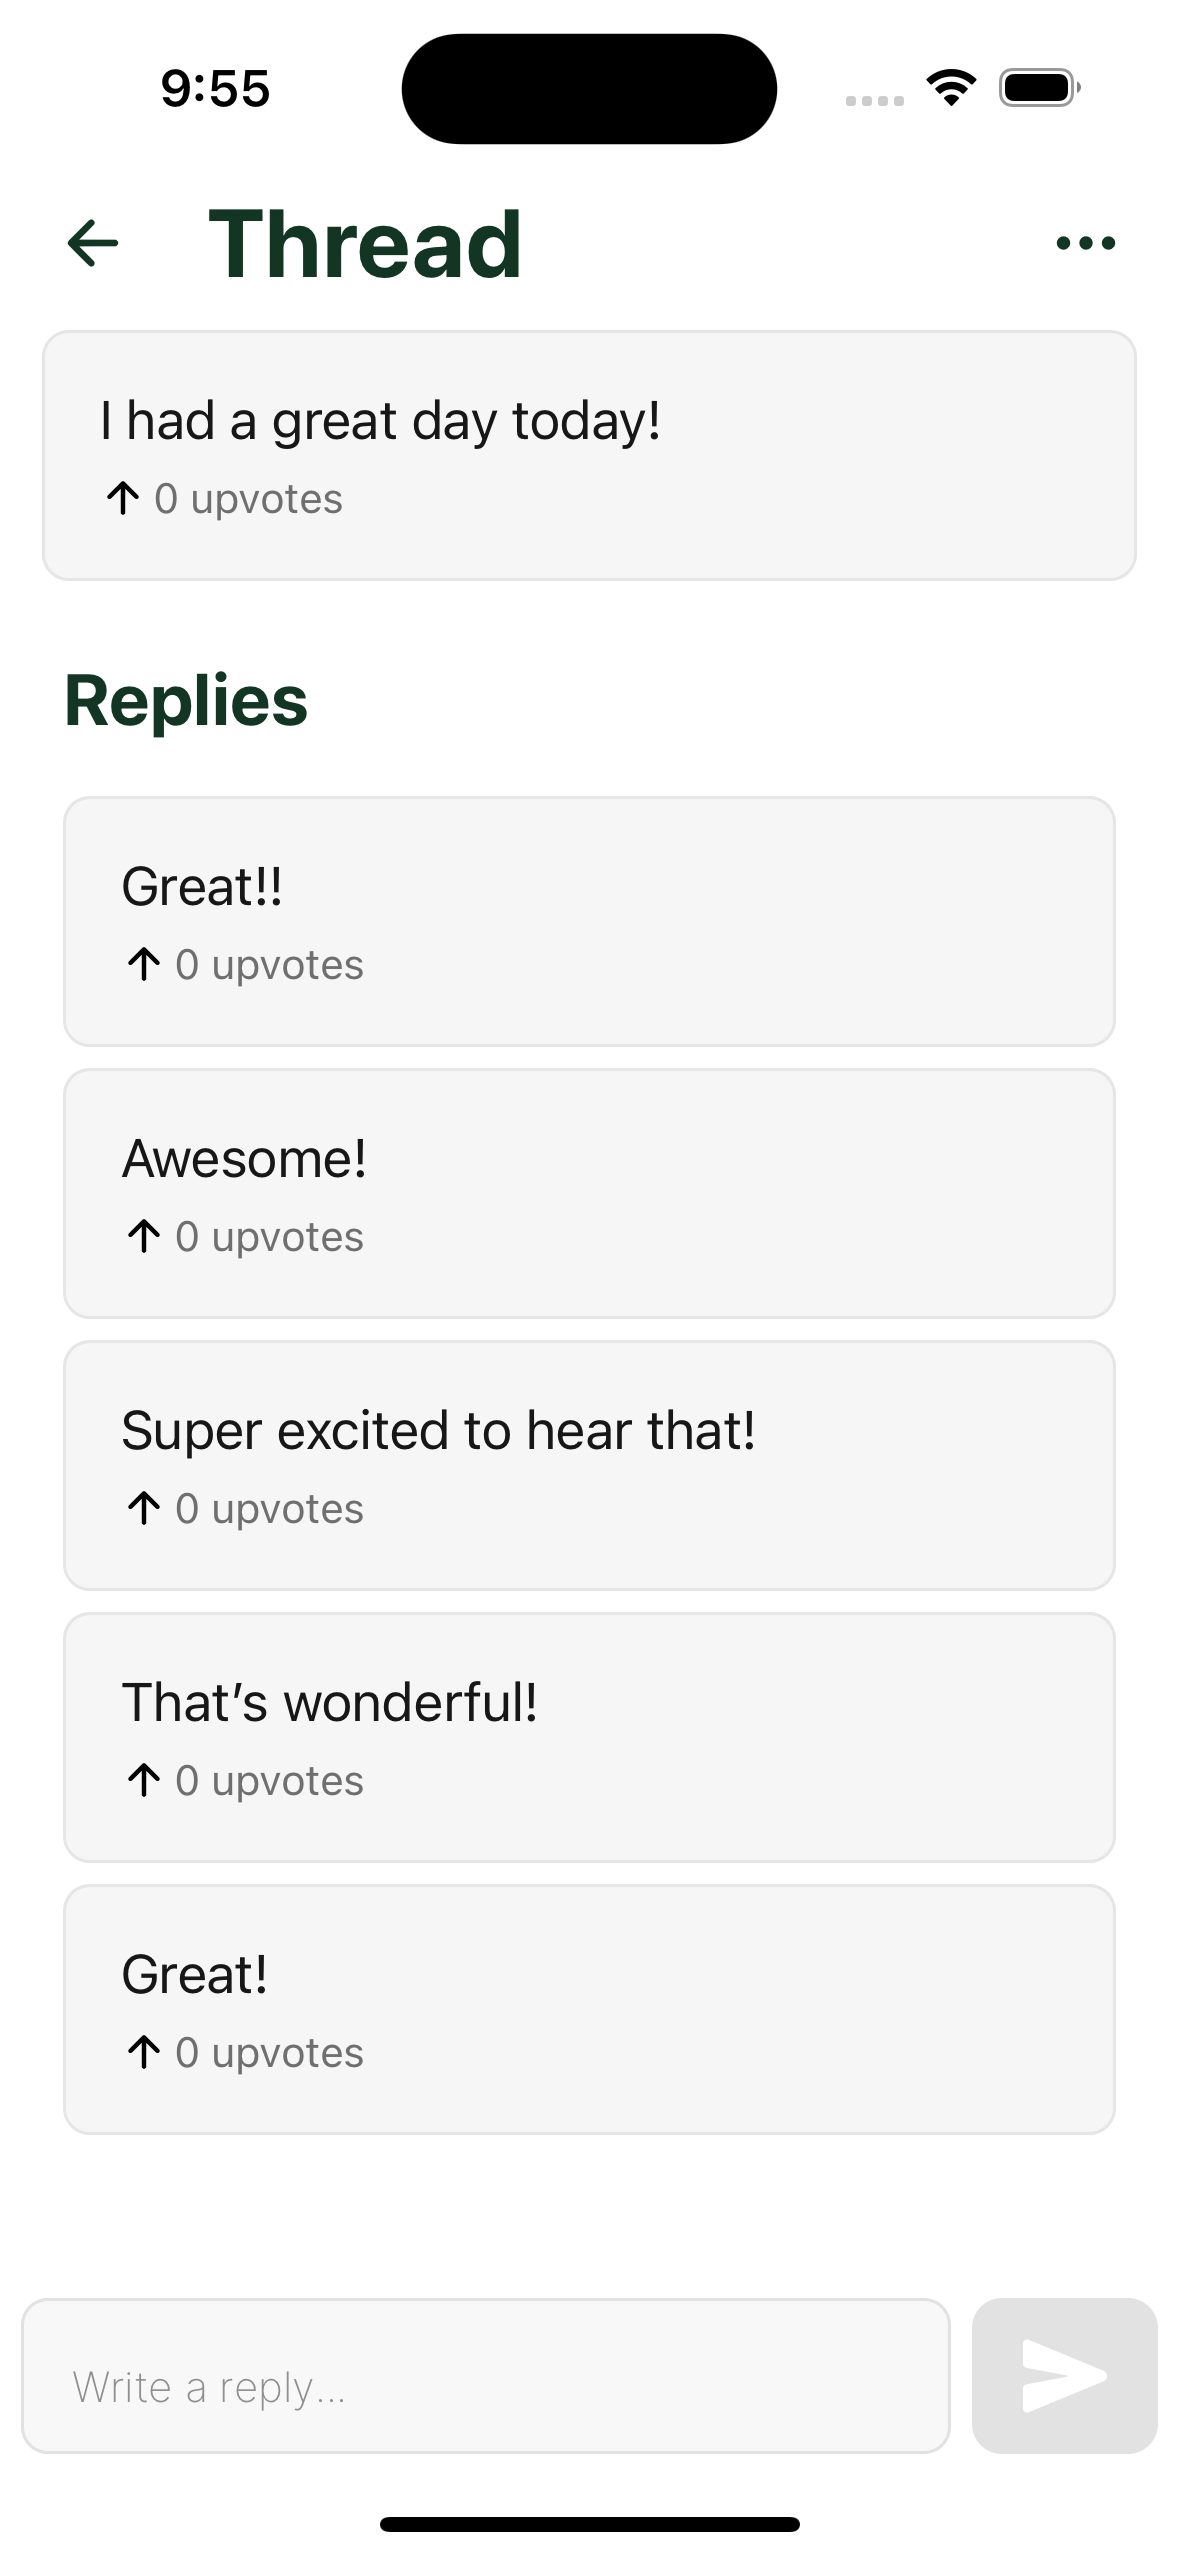 9:55
Thread
I had a great day today!
0 upvotes
Replies
Great!!
0 upvotes
Awesome!
0 upvotes
Super excited to hear that!
0 upvotes
That’s wonderful!
0 upvotes
Great!
0 upvotes
Write a reply...